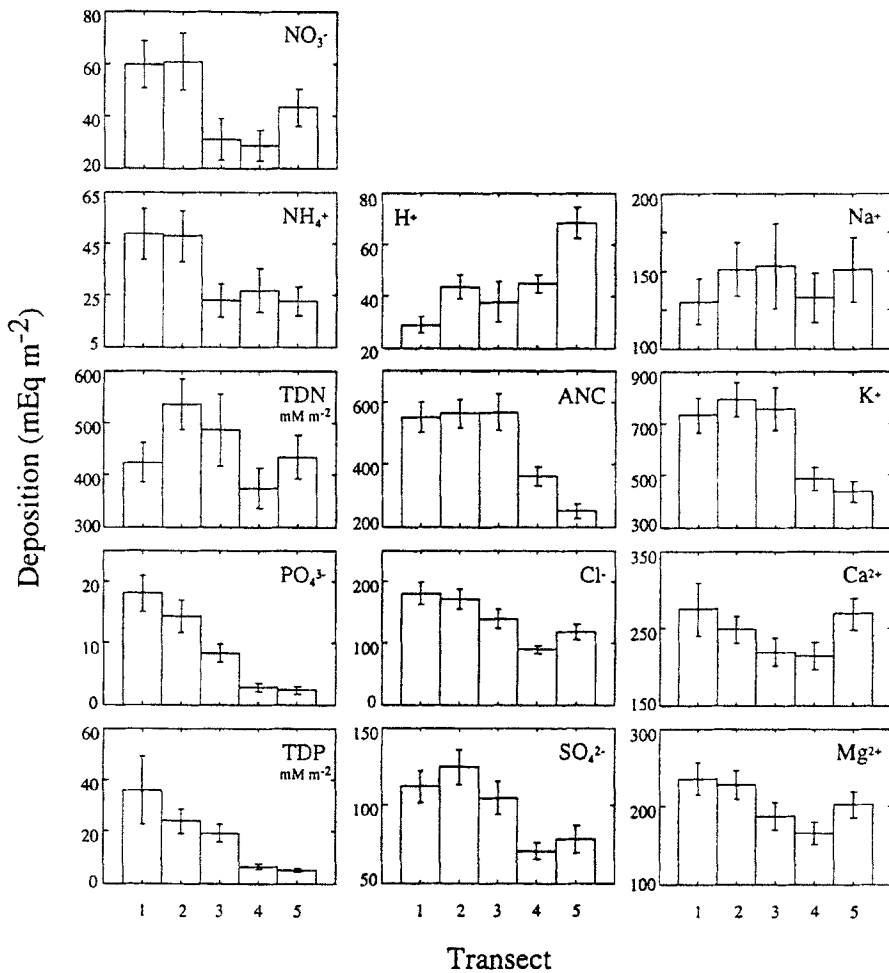 80
60
40
20
NO₃⁻
65
45
25
5
NH₄⁺
80
60
40
20
H⁺
200
150
100
Na⁺
600
500
400
300
TDN
mM m⁻²
600
400
200
ANC
900
700
500
300
K⁺
20
10
0
PO₄³⁻
200
100
0
Cl⁻
350
250
150
Ca²⁺
60
40
20
0
TDP
mM m⁻²
1 2 3 4 5
150
100
50
SO₄²⁻
1 2 3 4 5
300
200
100
Mg²⁺
1 2 3 4 5
Deposition (mEq m⁻²)
Transect